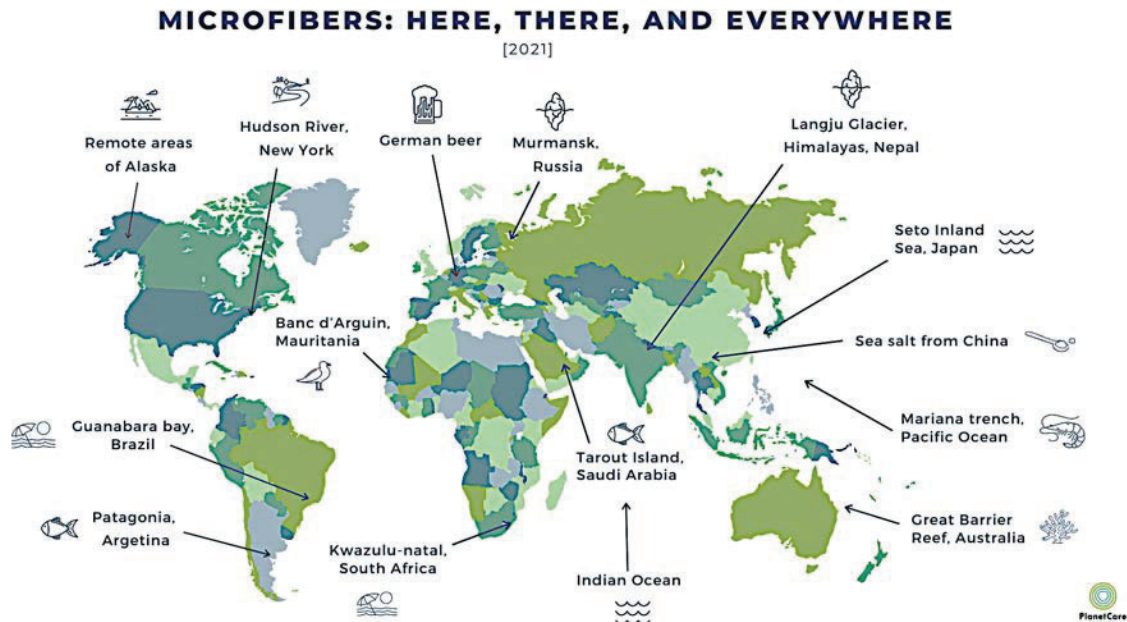 MICROFIBERS: HERE, THERE, AND EVERYWHERE
[2021]
Remote areas
of Alaska
Hudson River,
New York
German beer
Murmansk,
Russia
Langju Glacier,
Himalayas, Nepal
Seto Inland
Sea, Japan
Banc d'Arguin,
Mauritania
Sea salt from China
Guanabara bay,
Brazil
Tarout Island,
Saudi Arabia
Mariana trench,
Pacific Ocean
Patagonia,
Argetina
Kwazulu-natal,
South Africa
Indian Ocean
Great Barrier
Reef, Australia
PlanetCare